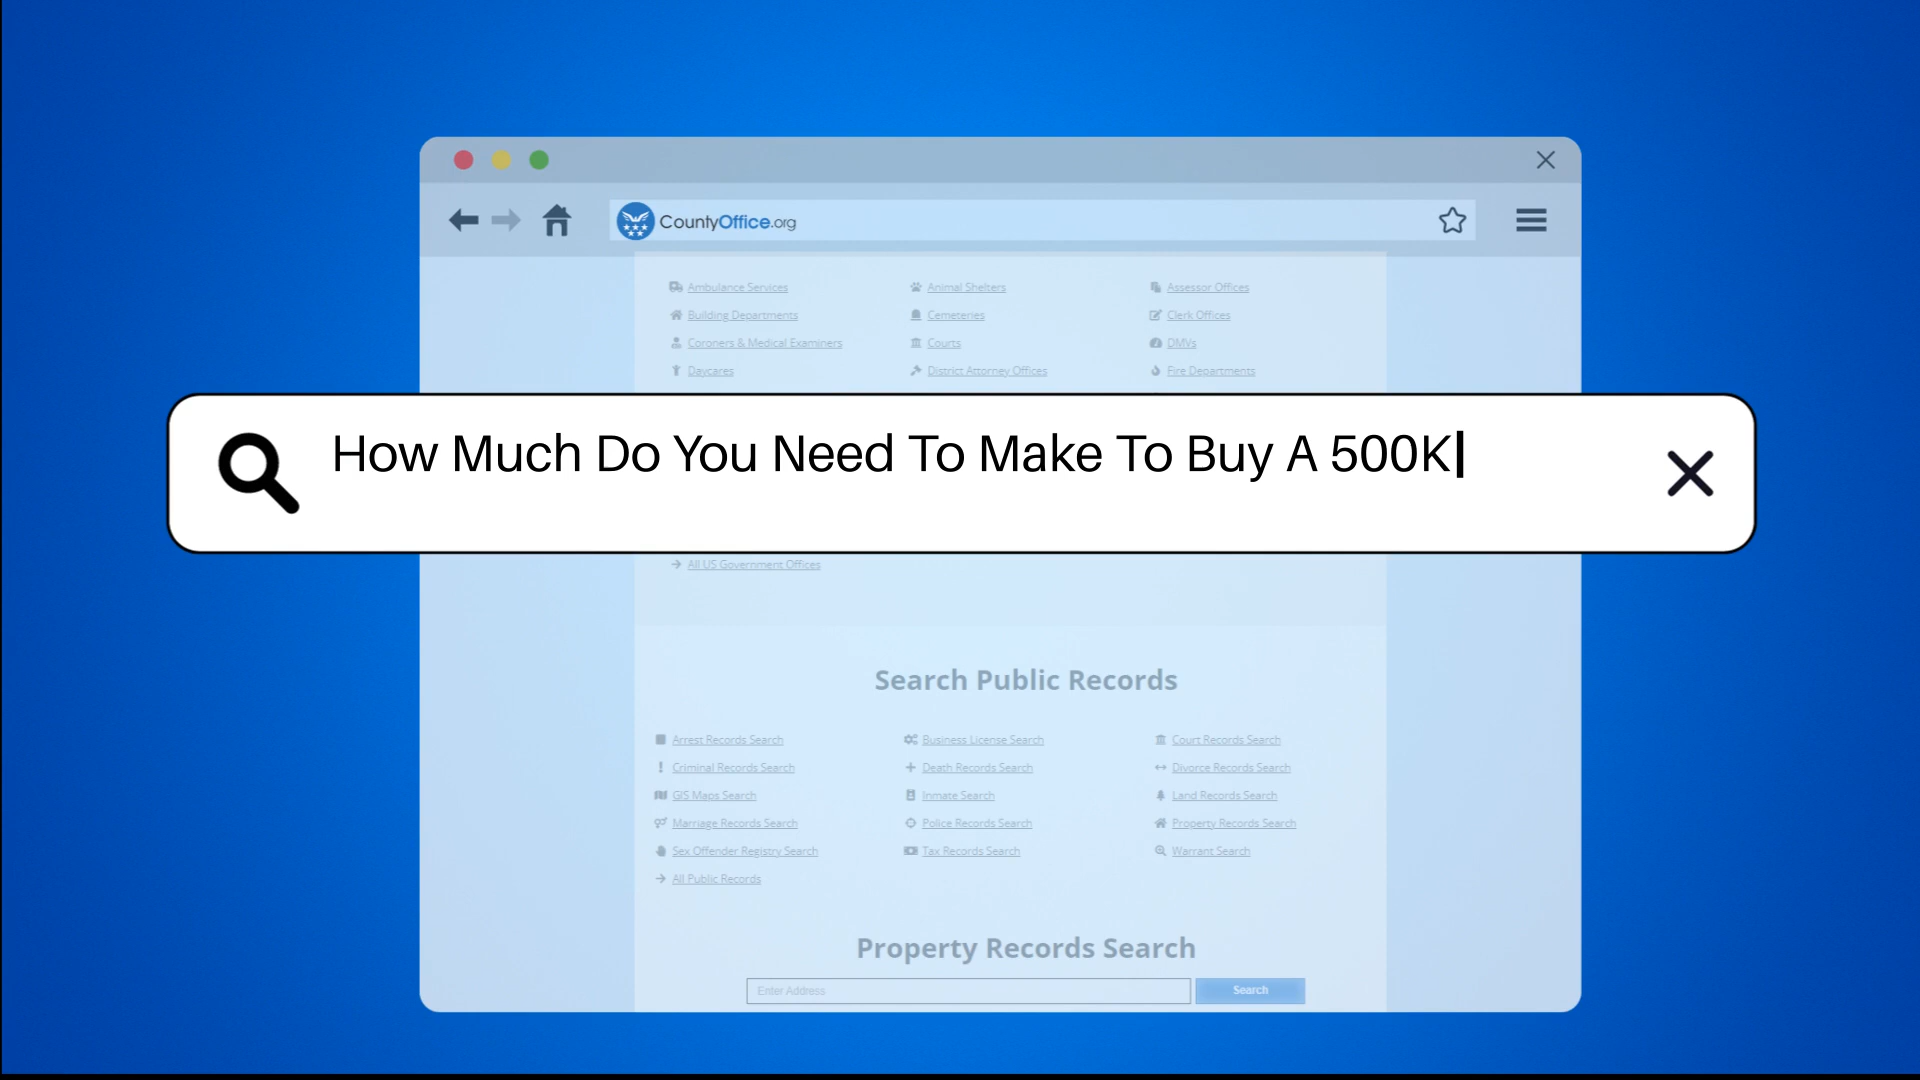 CountyOffice.org
Ambulance Services Animal Shelters Assessor Offices
Building Departments Cemeteries Clerk Offices
Coroners & Medical Examiners Courts DMVs
Daycares District Attorney Offices Fire Departments
How Much Do You Need To Make To Buy A 500K
All US Government Offices
Search Public Records
Arrest Records Search Business License Search Court Records Search
Criminal Records Search Death Records Search Divorce Records Search
GIS Maps Search Inmate Search Land Records Search
Marriage Records Search Police Records Search Property Records Search
Sex Offender Registry Search Tax Records Search Warrant Search
All Public Records
Property Records Search
Enter Address Search